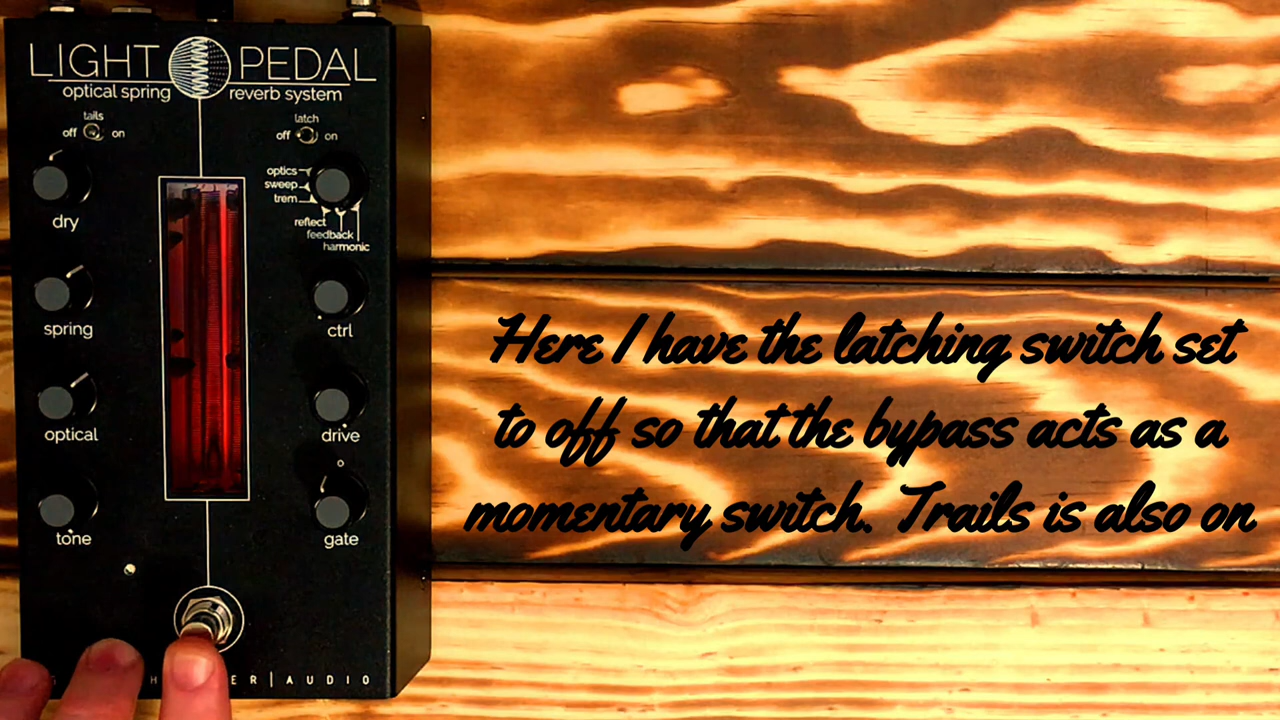 LIGHT PEDAL
optical spring reverb system
tails
off on
latch
off on
optics
sweep
trem
reflect
feedback
harmonic
dry
spring
ctrl
optical
drive
tone
gate
AUDIO
Here I have the latching switch set
to off so that the bypass acts as a
momentary switch. Trails is also on